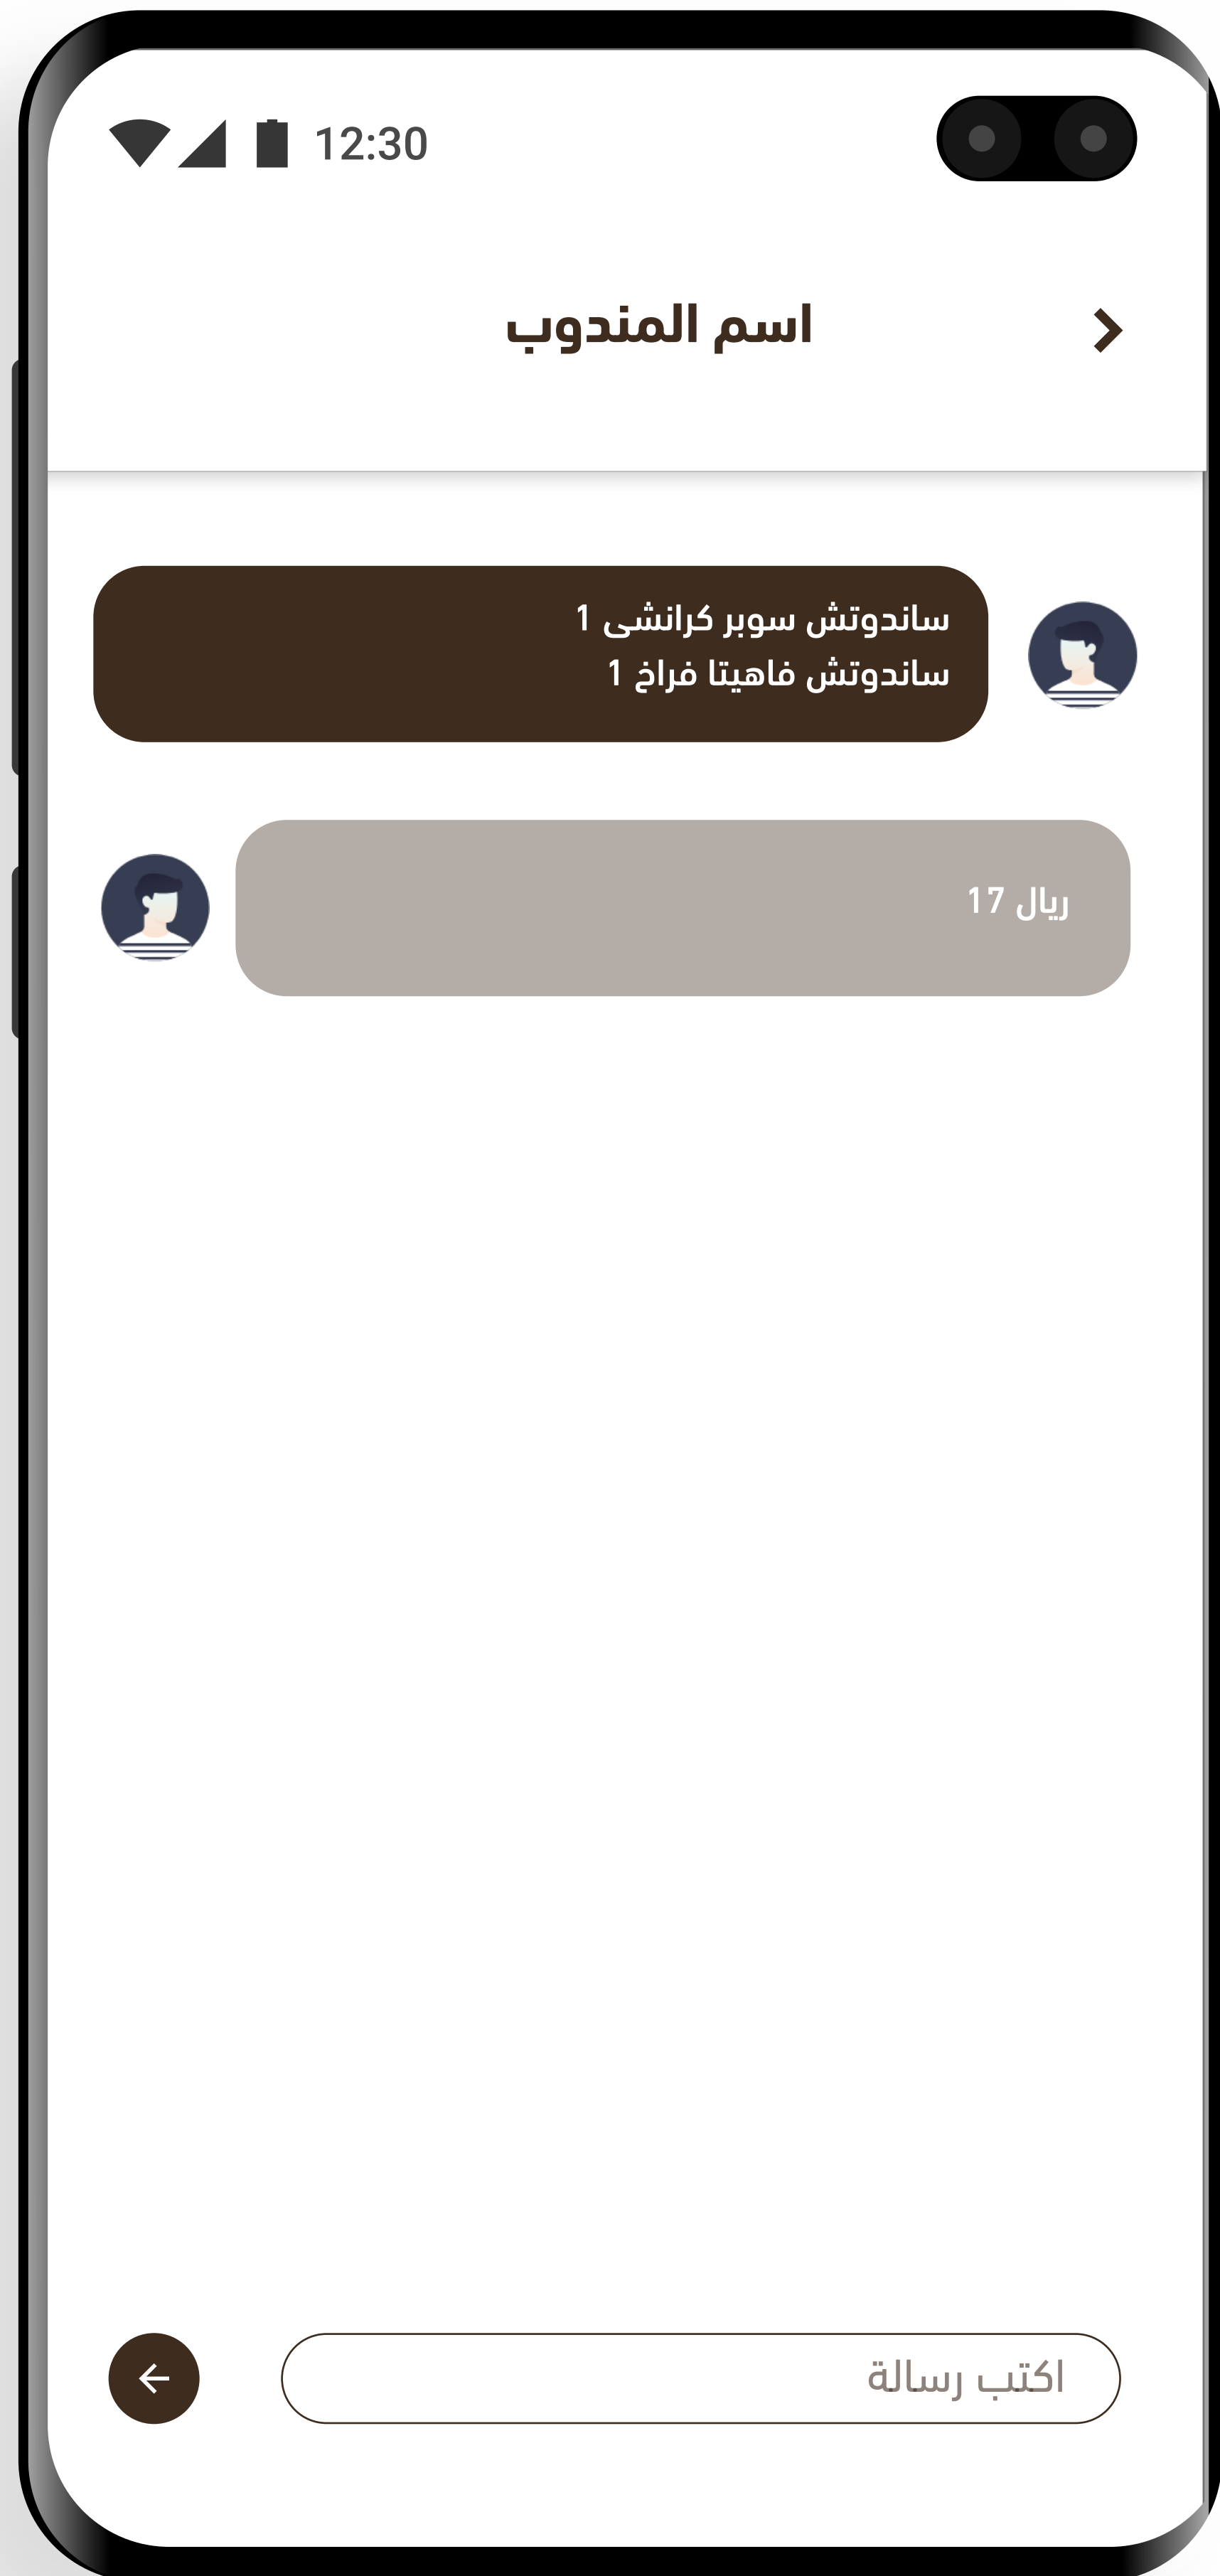 12:30
اسم المندوب
ساندوتش سوبر كرانشى 1
ساندوتش فاهيتا فراخ 1
ريال 17
اكتب رسالة